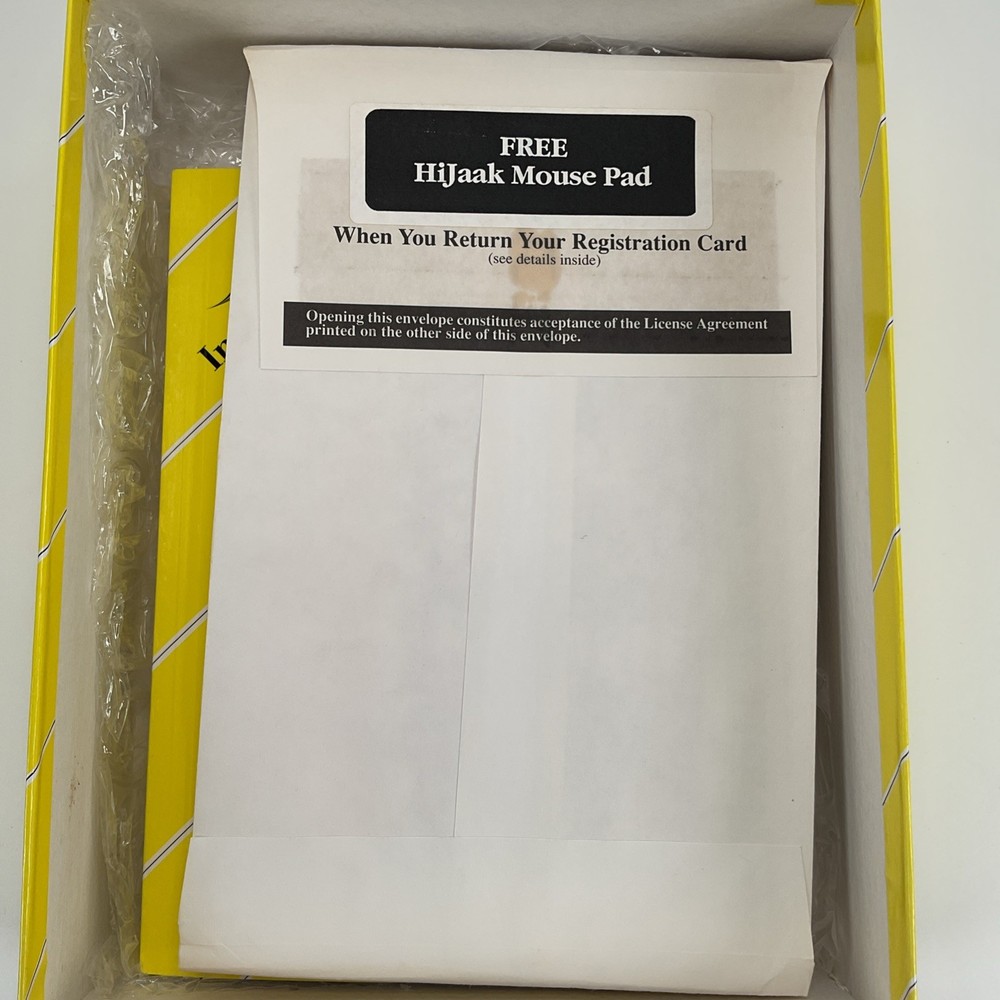 FREE
HiJaak Mouse Pad
When You Return Your Registration Card
(see details inside)
Opening this envelope constitutes acceptance of the License Agreement
printed on the other side of this envelope.